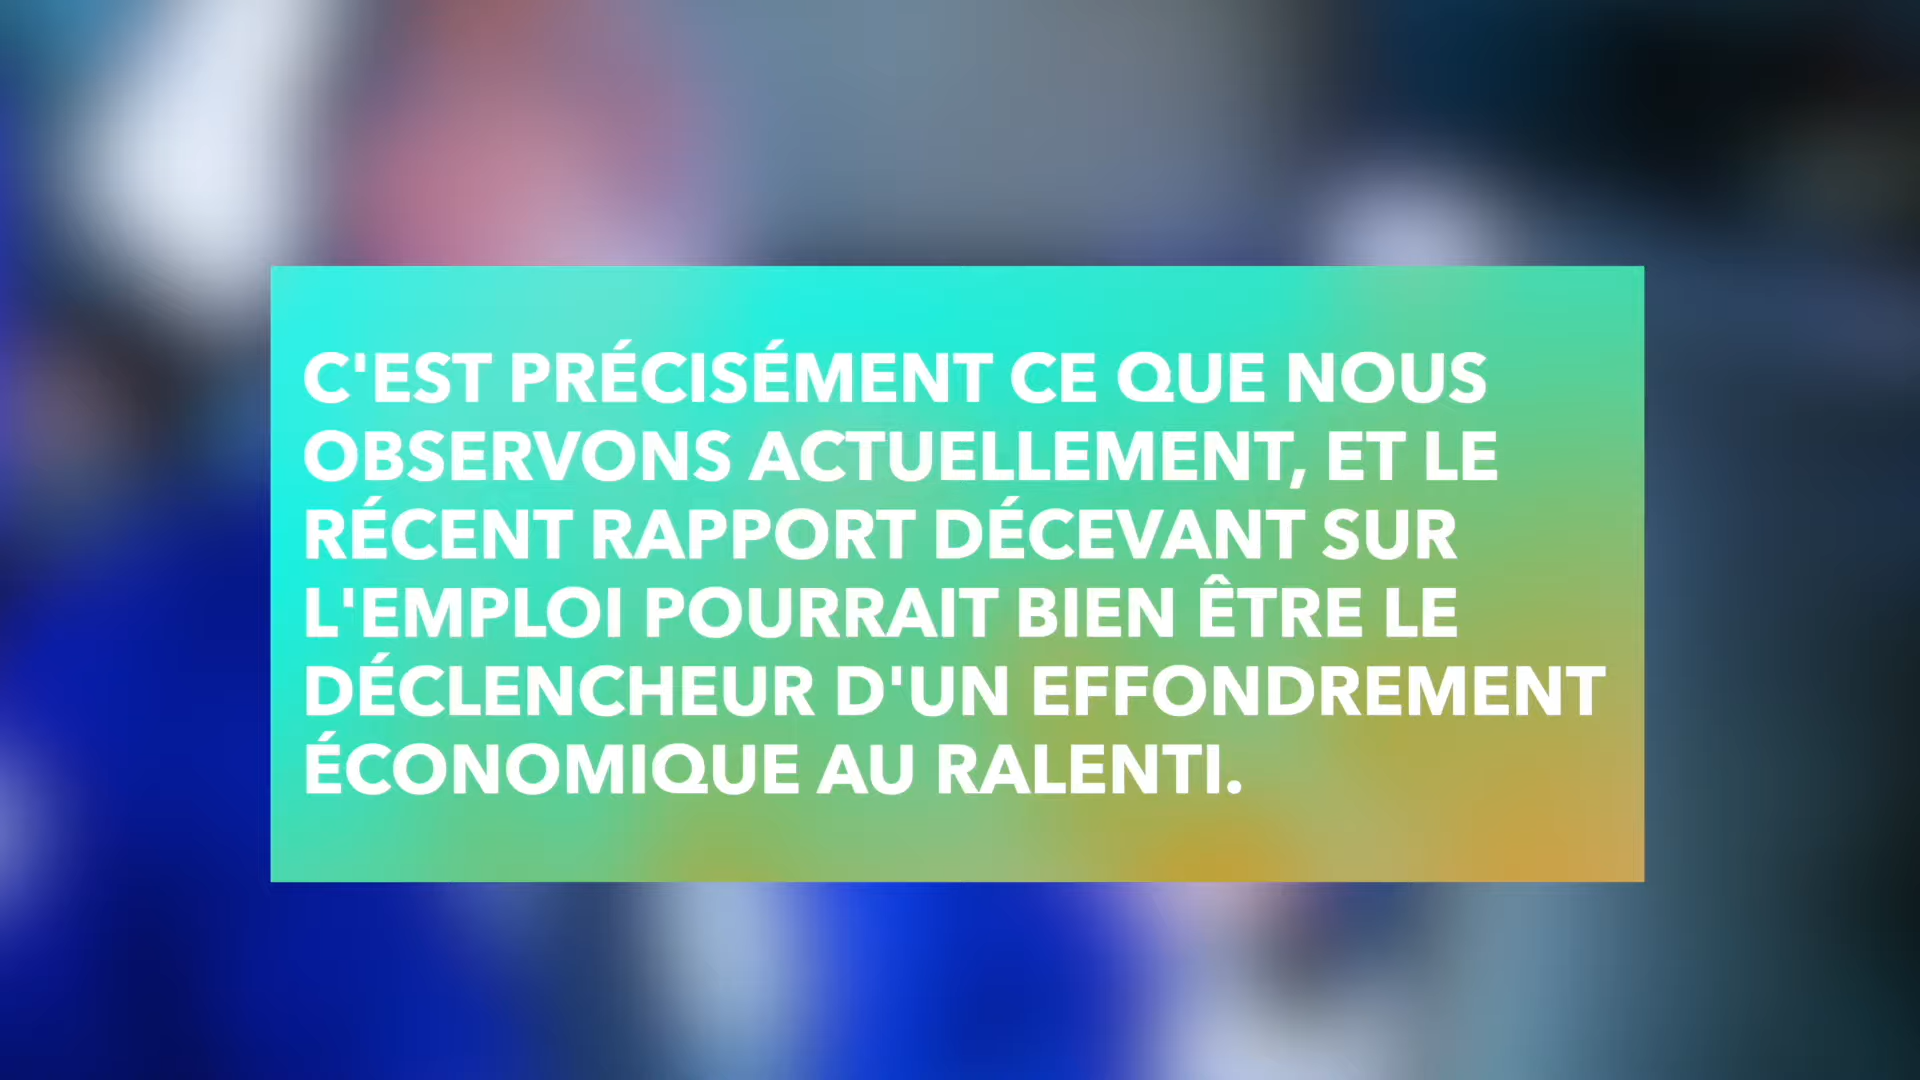 C'EST PRÉCISÉMENT CE QUE NOUS
OBSERVONS ACTUELLEMENT, ET LE
RÉCENT RAPPORT DÉCEVANT SUR
L'EMPLOI POURRAIT BIEN ÊTRE LE
DÉCLENCHEUR D'UN EFFONDREMENT
ÉCONOMIQUE AU RALENTI.